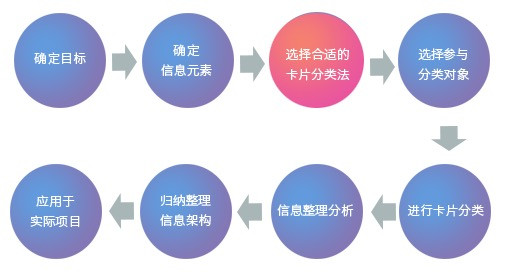 确定目标
确定
信息元素
选择合适的
卡片分类法
选择参与
分类对象
进行卡片分类
信息整理分析
归纳整理
信息架构
应用于
实际项目